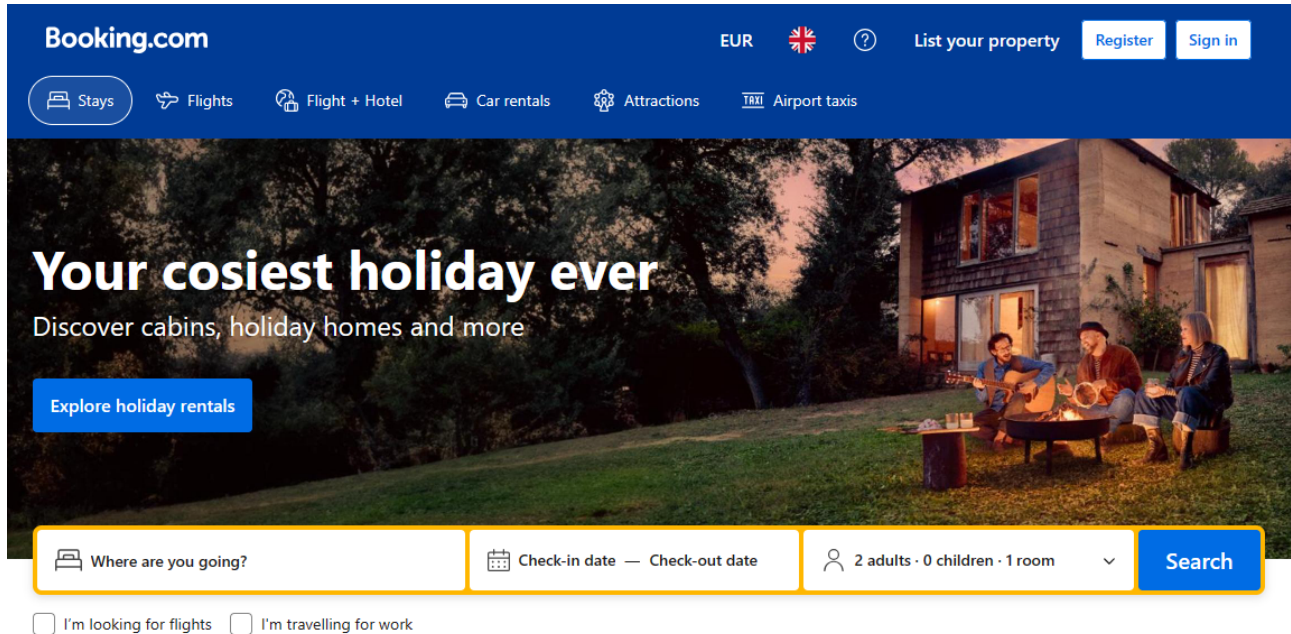 Booking.com EUR List your property Register Sign in
Stays Flights Flight + Hotel Car rentals Attractions TAXI Airport taxis
Your cosiest holiday ever
Discover cabins, holiday homes and more
Explore holiday rentals
Where are you going? Check-in date — Check-out date 2 adults · 0 children · 1 room Search
I'm looking for flights I'm travelling for work